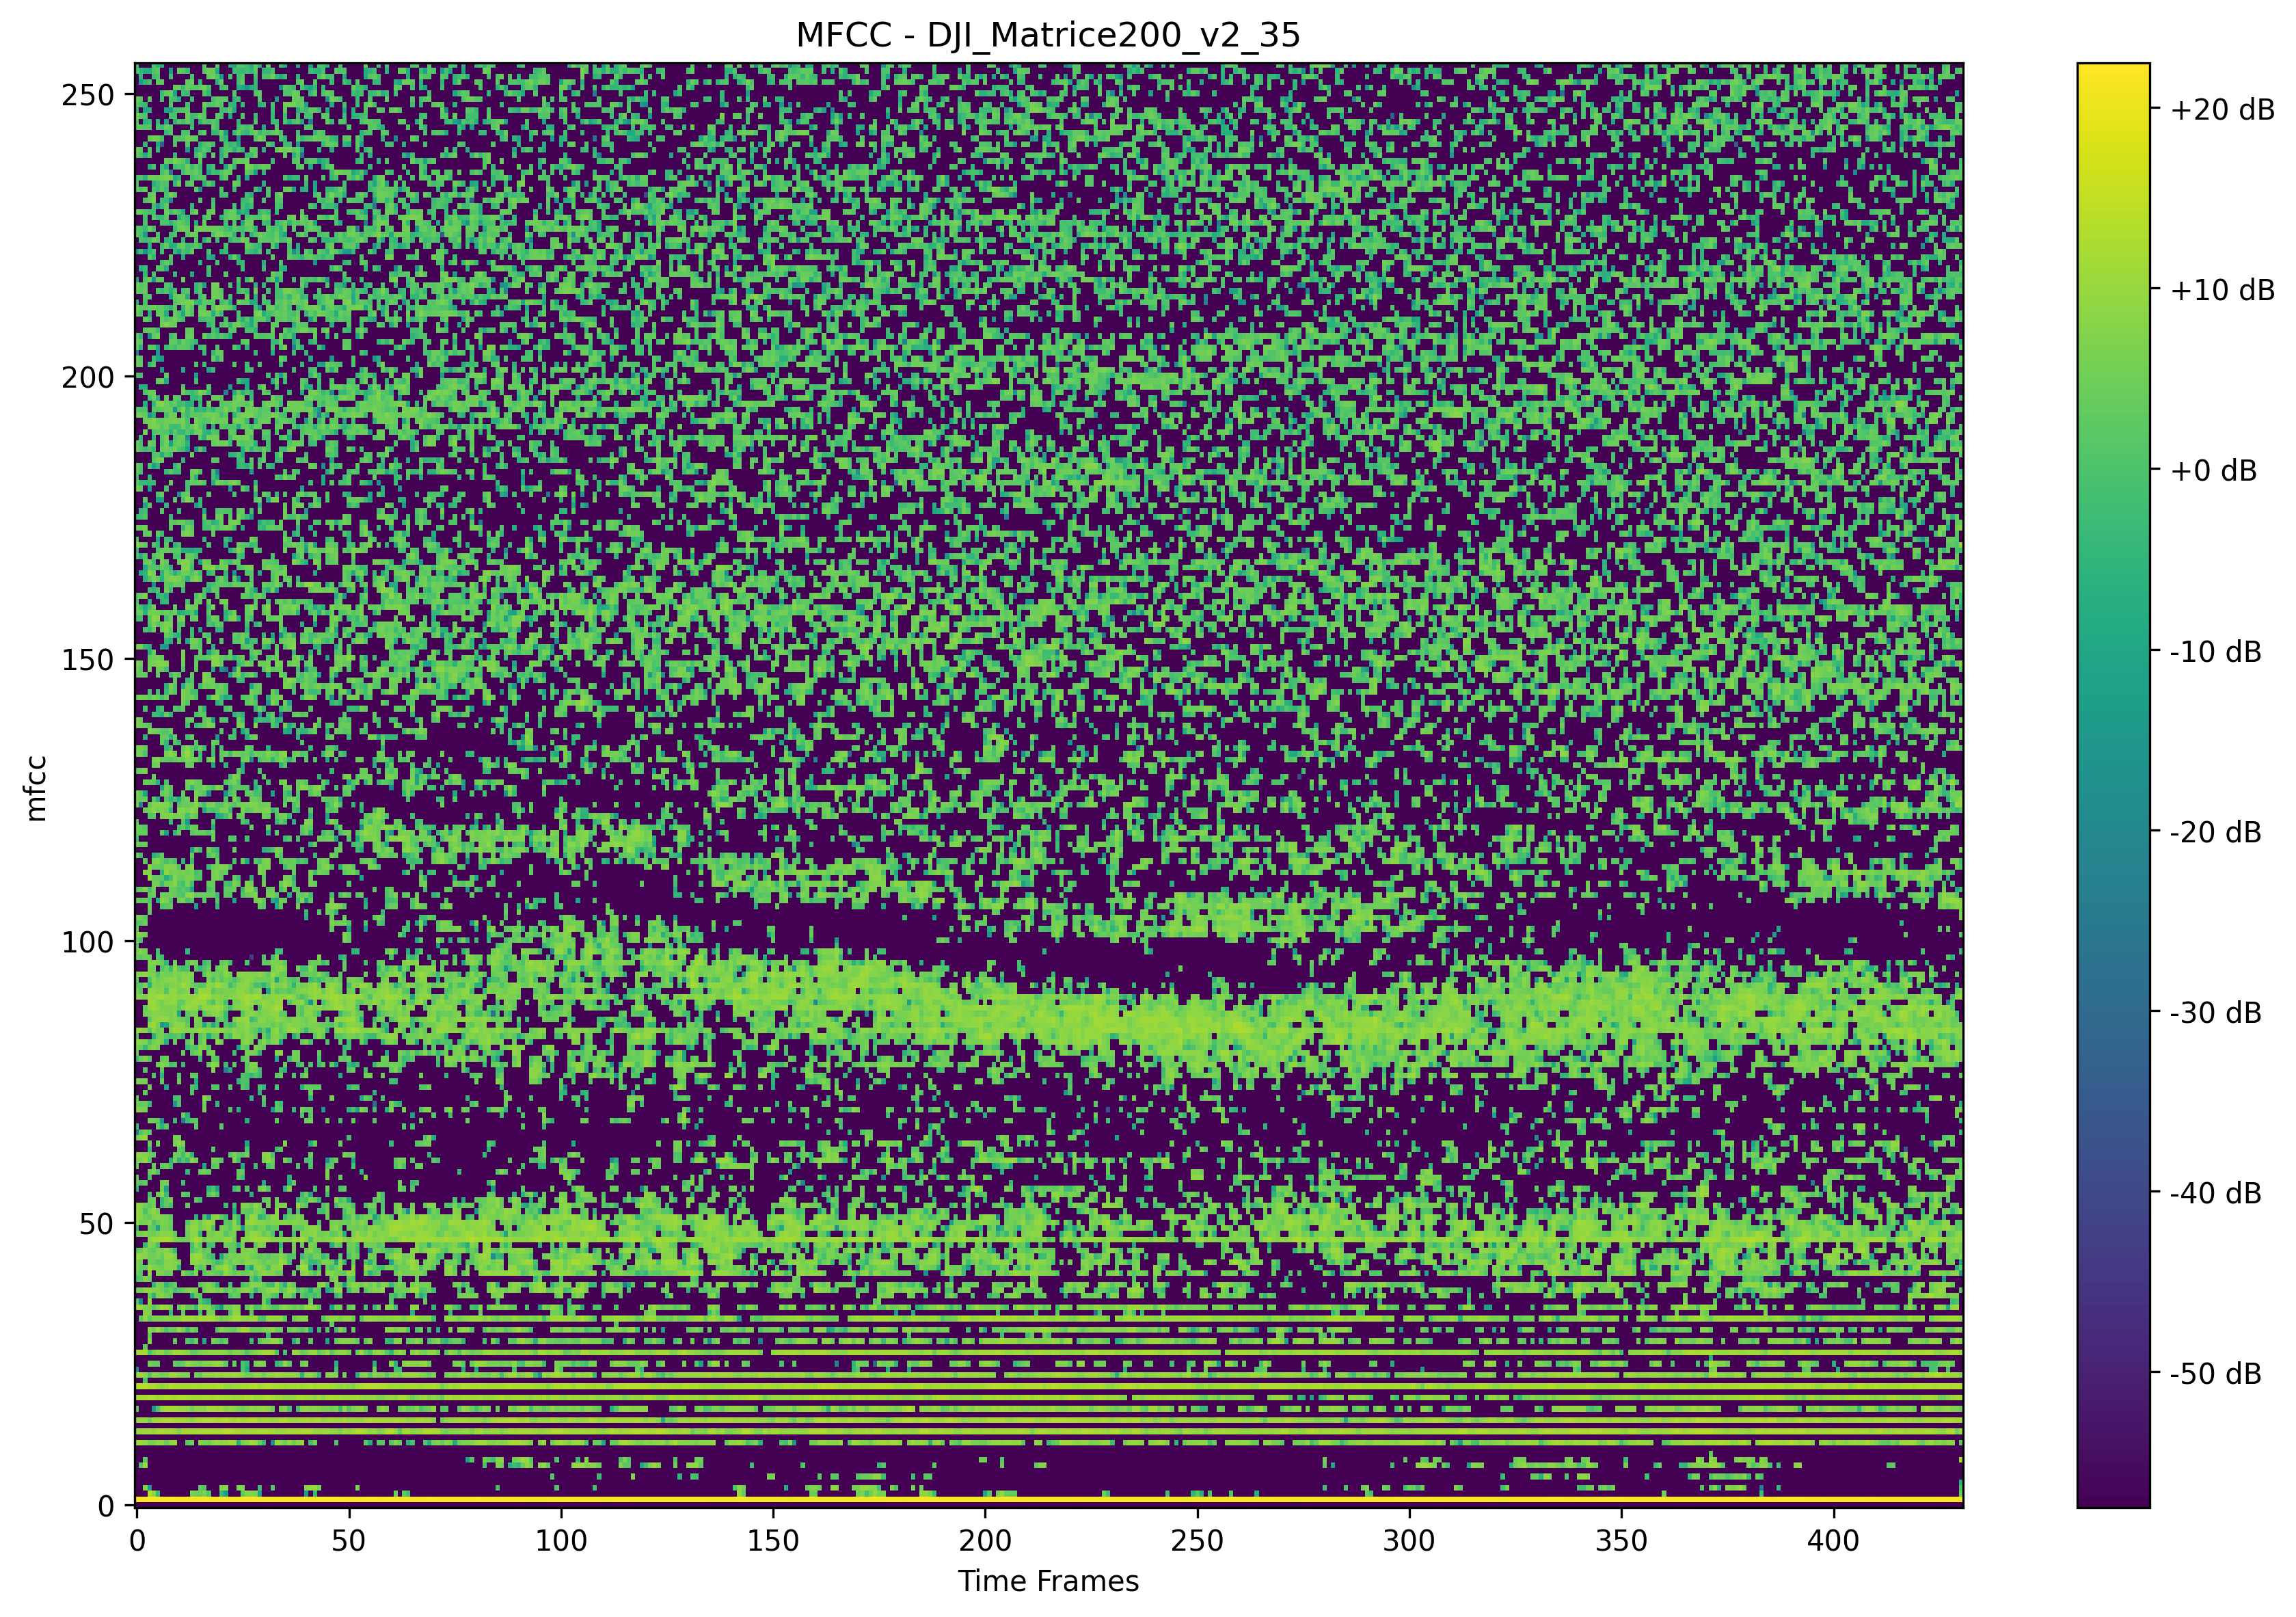 MFCC - DJI_Matrice200_v2_35
250
200
150
100
50
0
mfcc
0 50 100 150 200 250 300 350 400
Time Frames
+20 dB
+10 dB
+0 dB
-10 dB
-20 dB
-30 dB
-40 dB
-50 dB